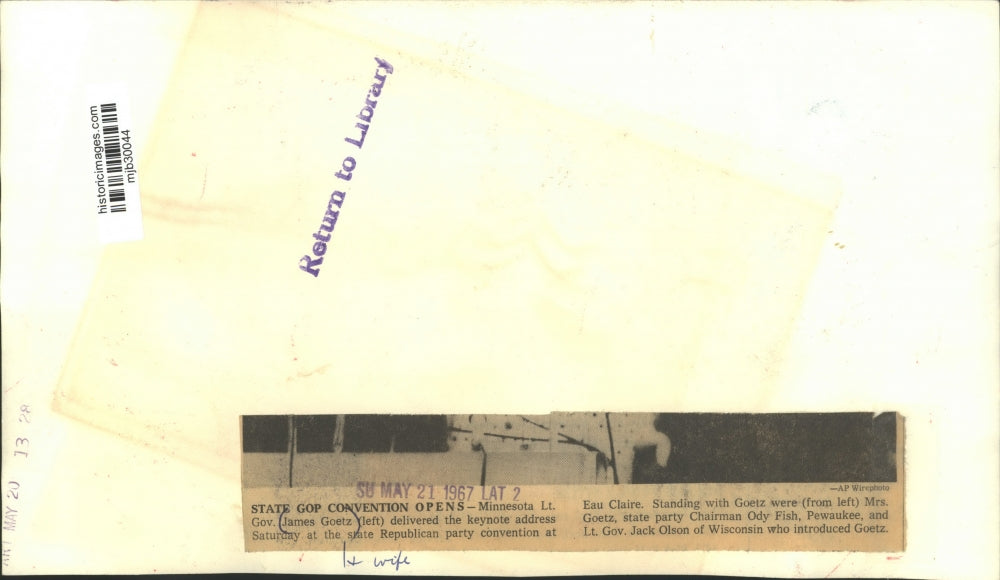 historicimages.com
mjb30044
Return to Library
MAY 20 13 28
—AP Wirephoto
SU MAY 21 1967 LAT 2
STATE GOP CONVENTION OPENS—Minnesota Lt.
Gov. (James Goetz (left) delivered the keynote address
Saturday at the state Republican party convention at
Eau Claire. Standing with Goetz were (from left) Mrs.
Goetz, state party Chairman Ody Fish, Pewaukee, and
Lt. Gov. Jack Olson of Wisconsin who introduced Goetz.
wife